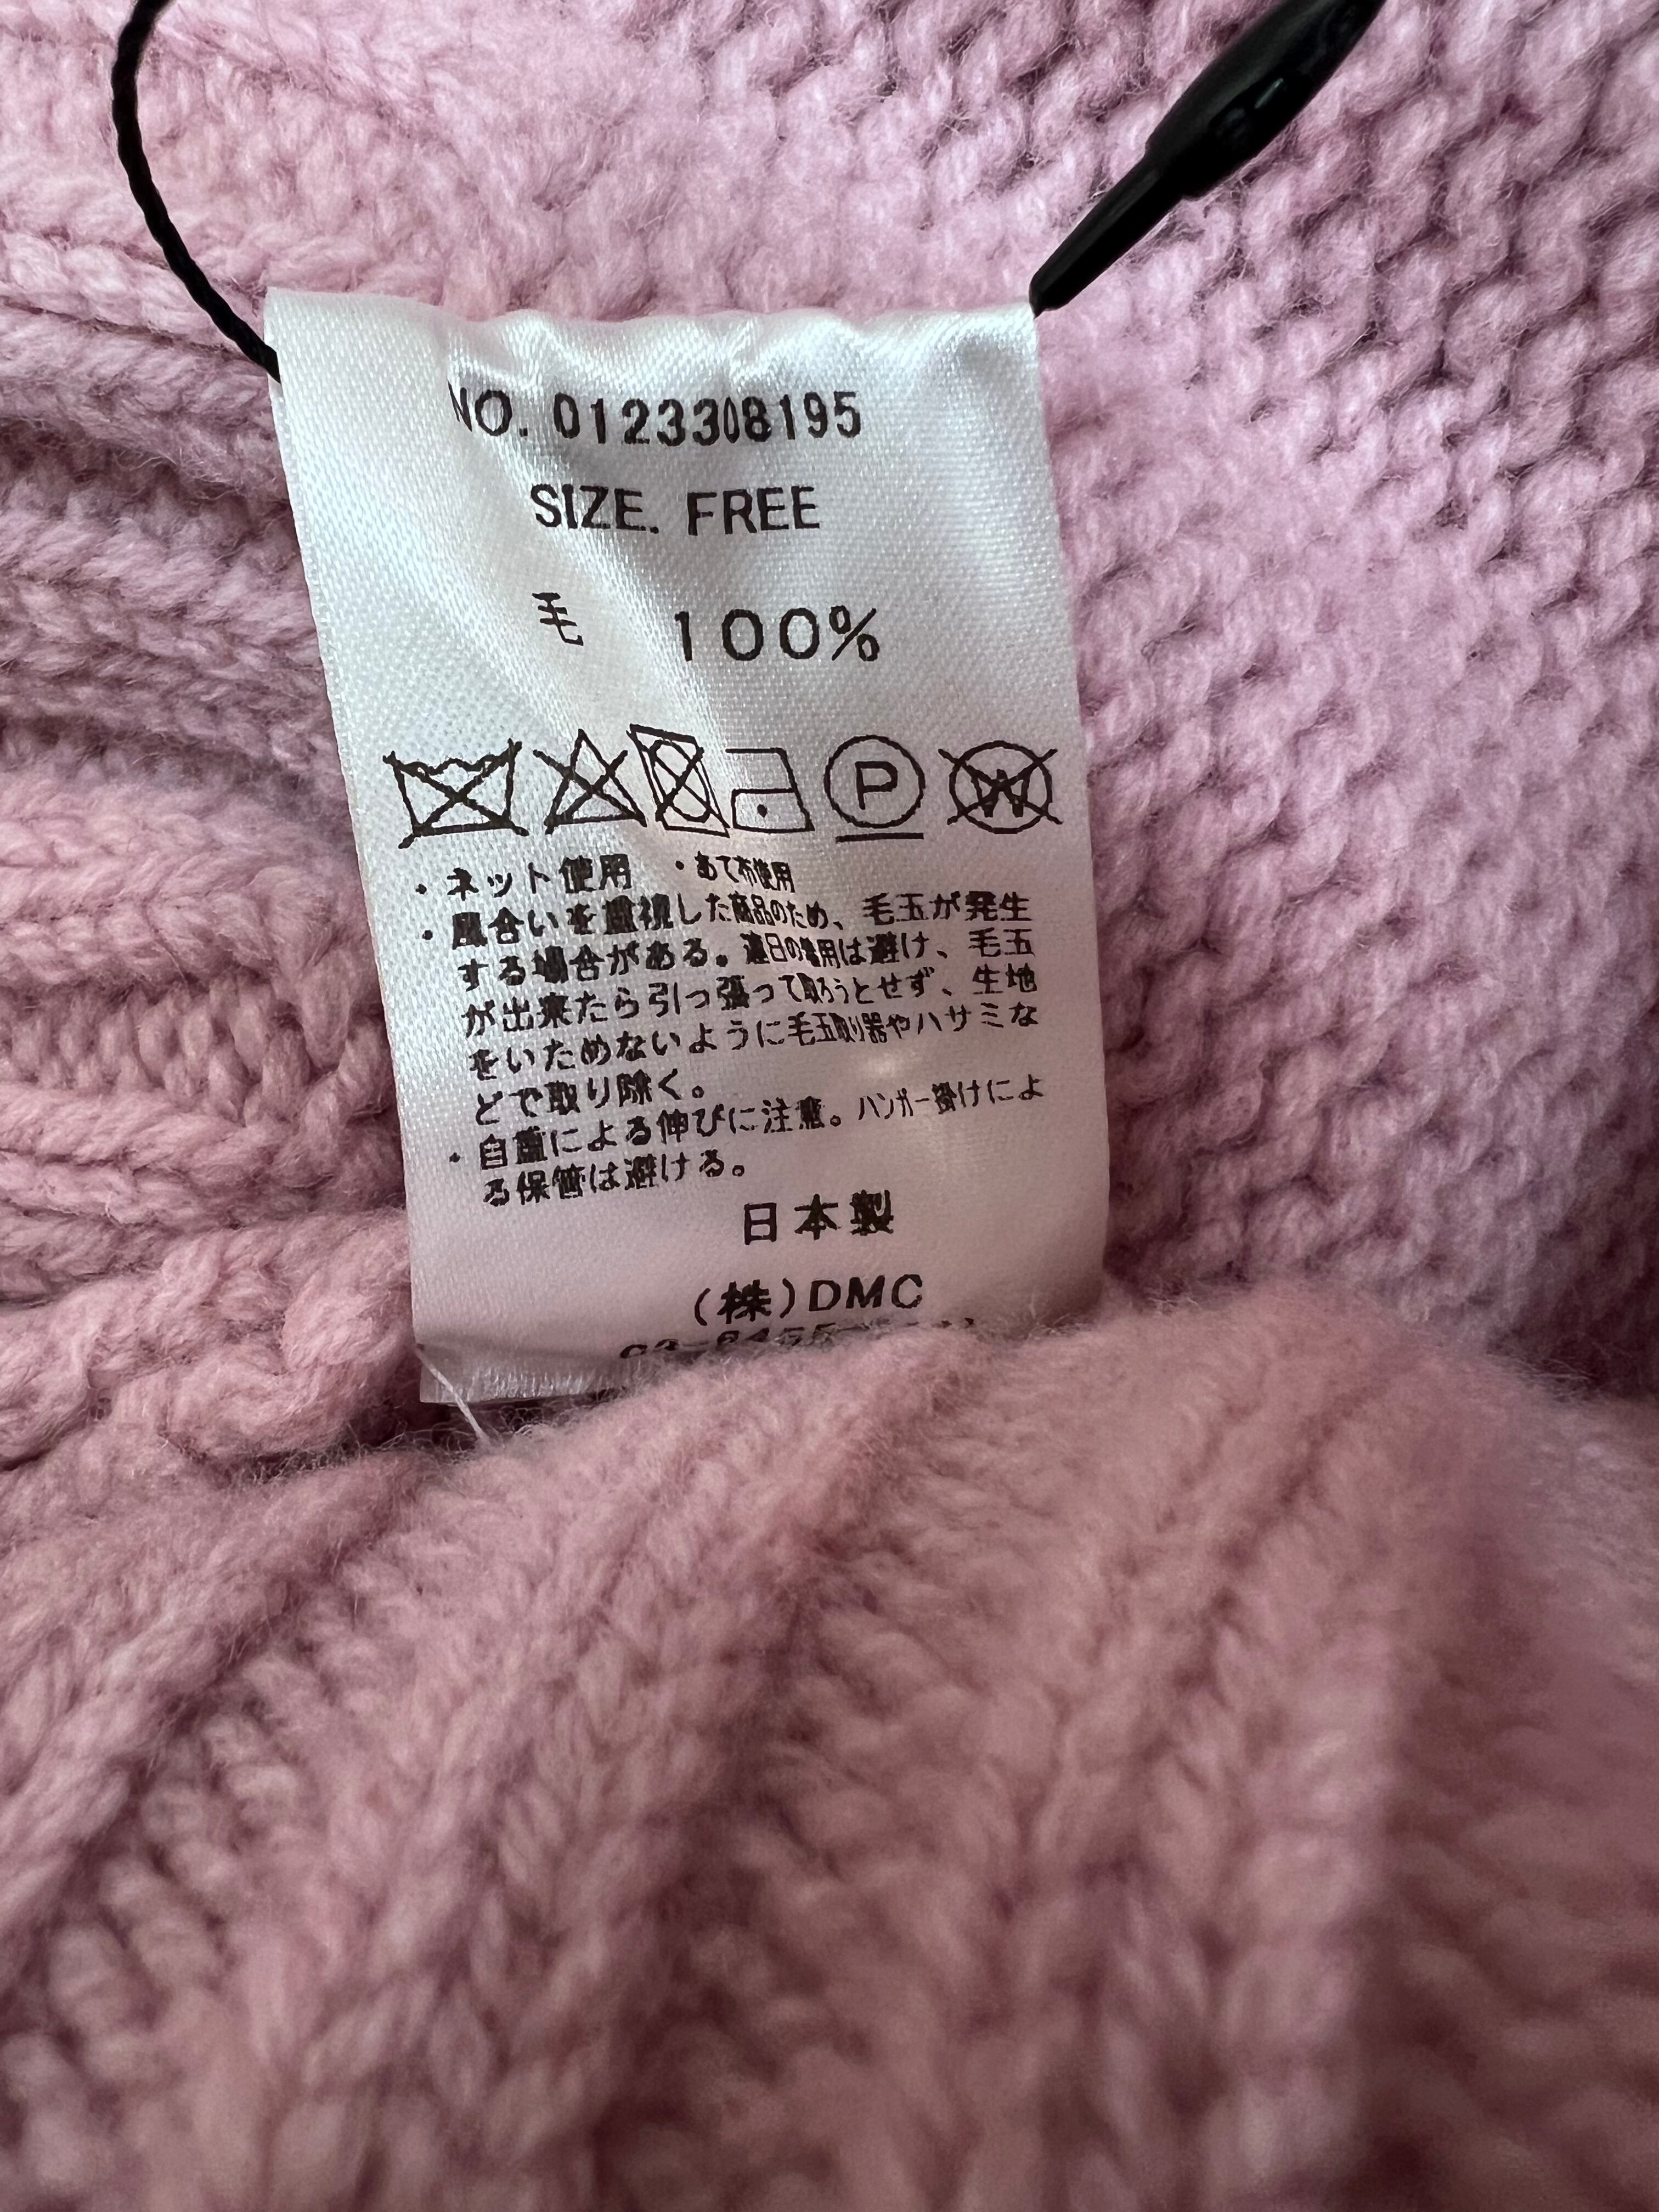 NO. 0123308195
SIZE. FREE
毛 100%
P W
・ネット使用 ・あて布使用
・風合いを重視した商品のため、毛玉が発生
する場合がある。連日の着用は避け、毛玉
が出来たら引っ張って取ろうとせず、生地
をいためないように毛玉取り器やハサミな
どで取り除く。
・自重による伸びに注意。ハンガー掛けによ
る保管は避ける。
日本製
(株)DMC